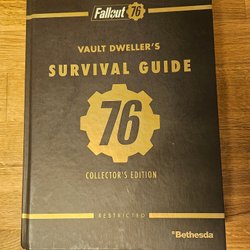 Fallout 76
VAULT DWELLER'S
SURVIVAL GUIDE
76
COLLECTOR'S EDITION
RESTRICTED
Bethesda